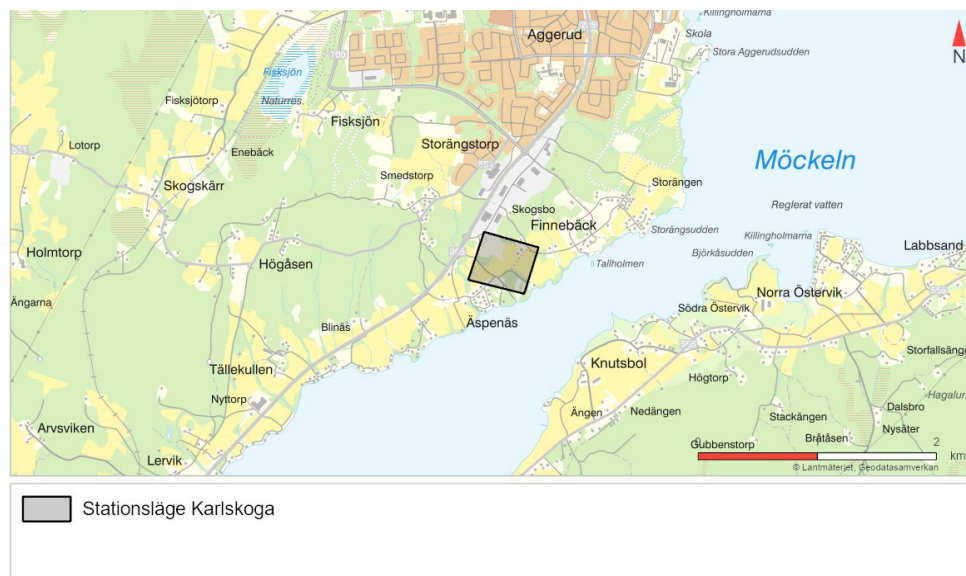 Killingholmarna
Skola
Aggerud
Stora Aggerudsudden
N
Fisksjön
Naturres.
Fisksjötorp
Fisksjön
Lotorp
Enebäck
Storängstorp
Möckeln
Smedstorp
Skogskärr
Storängen
Reglerat vatten
Skogsbo
Finnebäck
Storängsudden
Killingholmarna
Labbsand
Holmtorp
Björkåsudden
Högåsen
Tallholmen
Norra Östervik
Ängarna
Södra Östervik
Blinäs
Äspenäs
Storfallsänge
Knutsbol
Tällekullen
Högtorp
Hagalun
Nyttorp
Ängen
Nedängen
Dalsbro
Stackängen
Nysäter
Arvsviken
Bråtåsen
Gubbenstorp
0 1 2
km
Lervik
© Lantmäteriet, Geodatasamverkan
Stationsläge Karlskoga